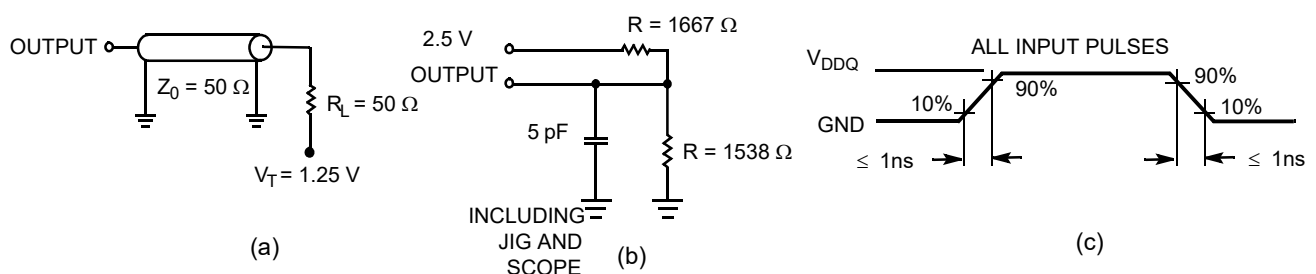 OUTPUT
Z0 = 50 Ω
RL = 50 Ω
VT = 1.25 V
(a)
R = 1667 Ω
2.5 V
OUTPUT
5 pF
R = 1538 Ω
INCLUDING
JIG AND
SCOPE
(b)
ALL INPUT PULSES
VDDQ
90%
90%
10%
10%
GND
≤ 1ns
≤ 1ns
(c)